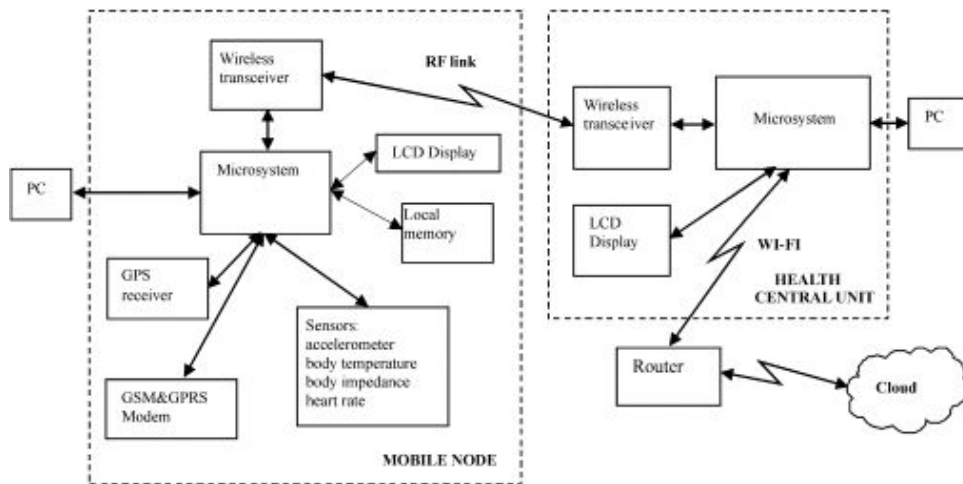 Wireless
transceiver
RF link
LCD Display
Microsystem
PC
Local
memory
GPS
receiver
Sensors:
accelerometer
body temperature
body impedance
heart rate
GSM&GPRS
Modem
MOBILE NODE
Wireless
transceiver
Microsystem
PC
LCD
Display
WI-FI
HEALTH
CENTRAL UNIT
Router
Cloud